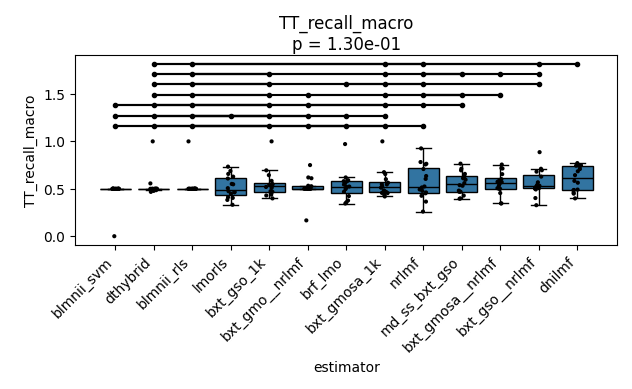 TT_recall_macro
p = 1.30e-01
TT_recall_macro
1.5
1.0
0.5
0.0
blmnii_svm
dthybrid
blmnii_rls
lmorls
bxt_gso_1k
bxt_gmo__nrlmf
brf_lmo
bxt_gmosa_1k
nrlmf
md_ss_bxt_gso
bxt_gmosa__nrlmf
bxt_gso__nrlmf
dnilmf
estimator